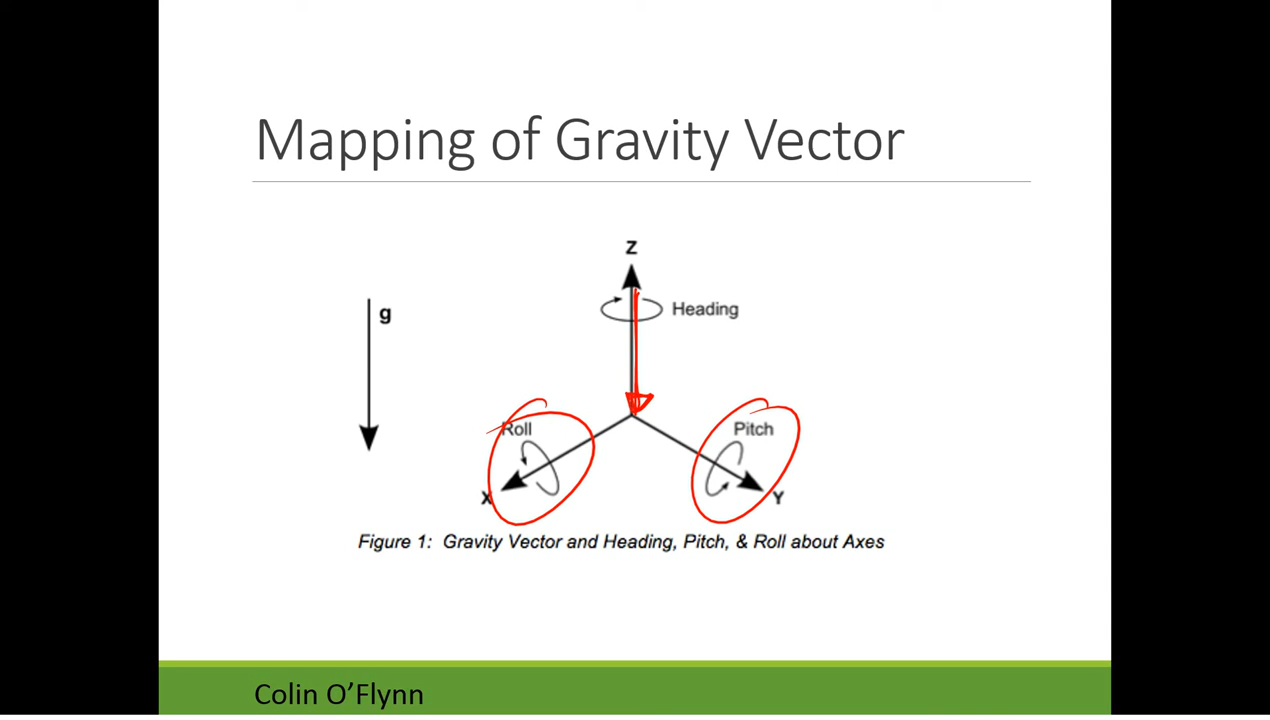 Mapping of Gravity Vector
Z
g
Heading
Roll
Pitch
X
Y
Figure 1: Gravity Vector and Heading, Pitch, & Roll about Axes
Colin O’Flynn